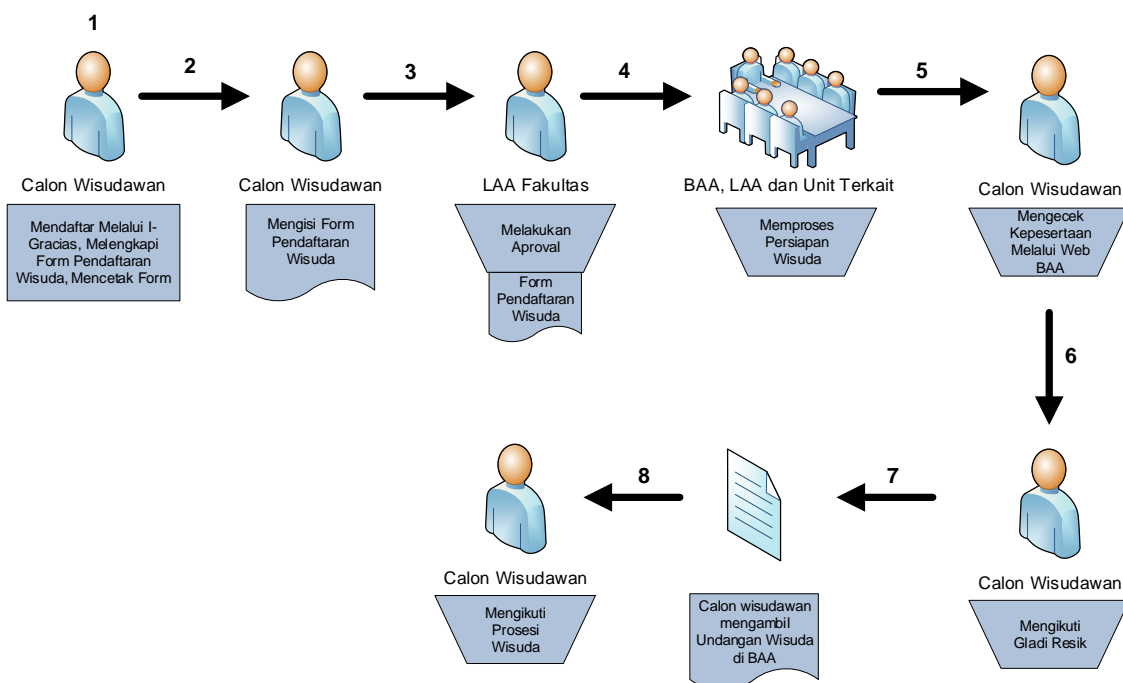 1
2
3
4
5
Calon Wisudawan
Mendaftar Melalui I-
Gracias, Melengkapi
Form Pendaftaran
Wisuda, Mencetak Form
Calon Wisudawan
Mengisi Form
Pendaftaran
Wisuda
LAA Fakultas
Melakukan
Aproval
Form
Pendaftaran
Wisuda
BAA, LAA dan Unit Terkait
Memproses
Persiapan
Wisuda
Calon Wisudawan
Mengecek
Kepesertaan
Melalui Web
BAA
6
Calon Wisudawan
Mengikuti
Gladi Resik
7
Calon wisudawan
mengambil
Undangan Wisuda
di BAA
8
Calon Wisudawan
Mengikuti
Prosesi
Wisuda